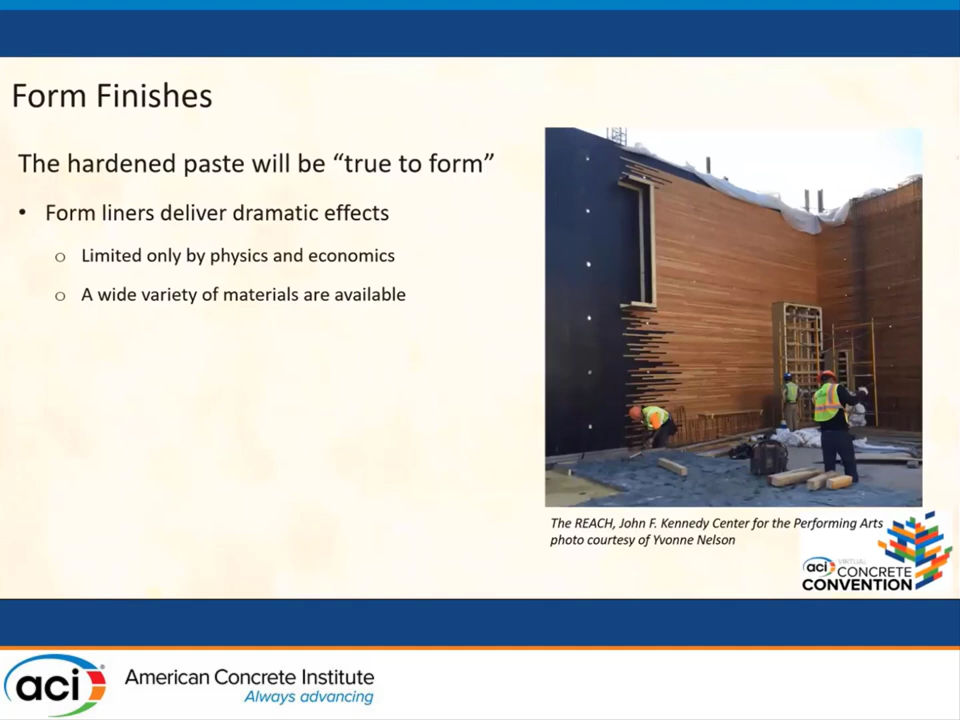 Form Finishes
The hardened paste will be “true to form”
• Form liners deliver dramatic effects
o Limited only by physics and economics
o A wide variety of materials are available
The REACH, John F. Kennedy Center for the Performing Arts
photo courtesy of Yvonne Nelson
aci VIRTUAL
CONCRETE
CONVENTION
aci ®
American Concrete Institute
Always advancing